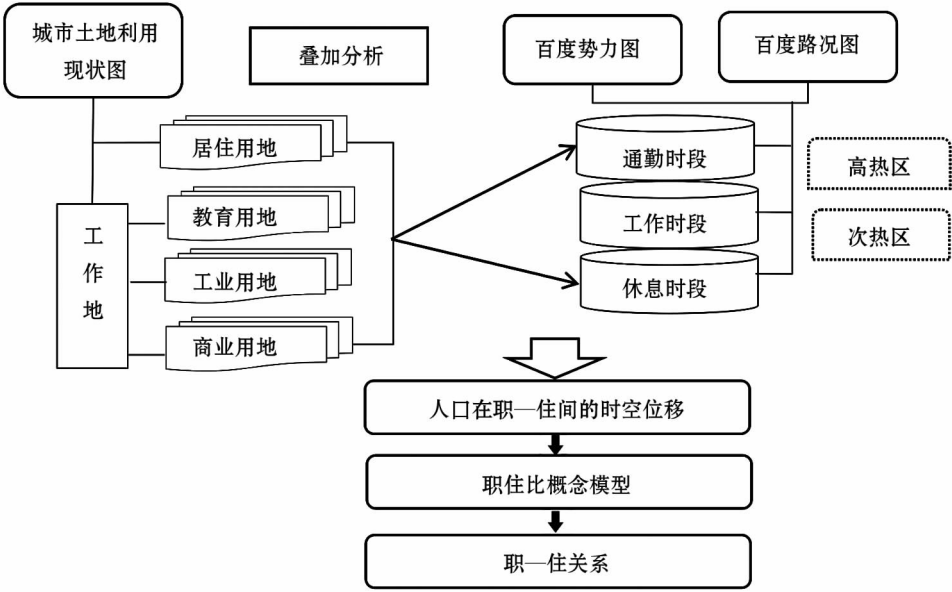 城市土地利用
现状图
叠加分析
百度势力图
百度路况图
居住用地
教育用地
工业用地
商业用地
工作地
通勤时段
工作时段
休息时段
高热区
次热区
人口在职—住间的时空位移
职住比概念模型
职—住关系